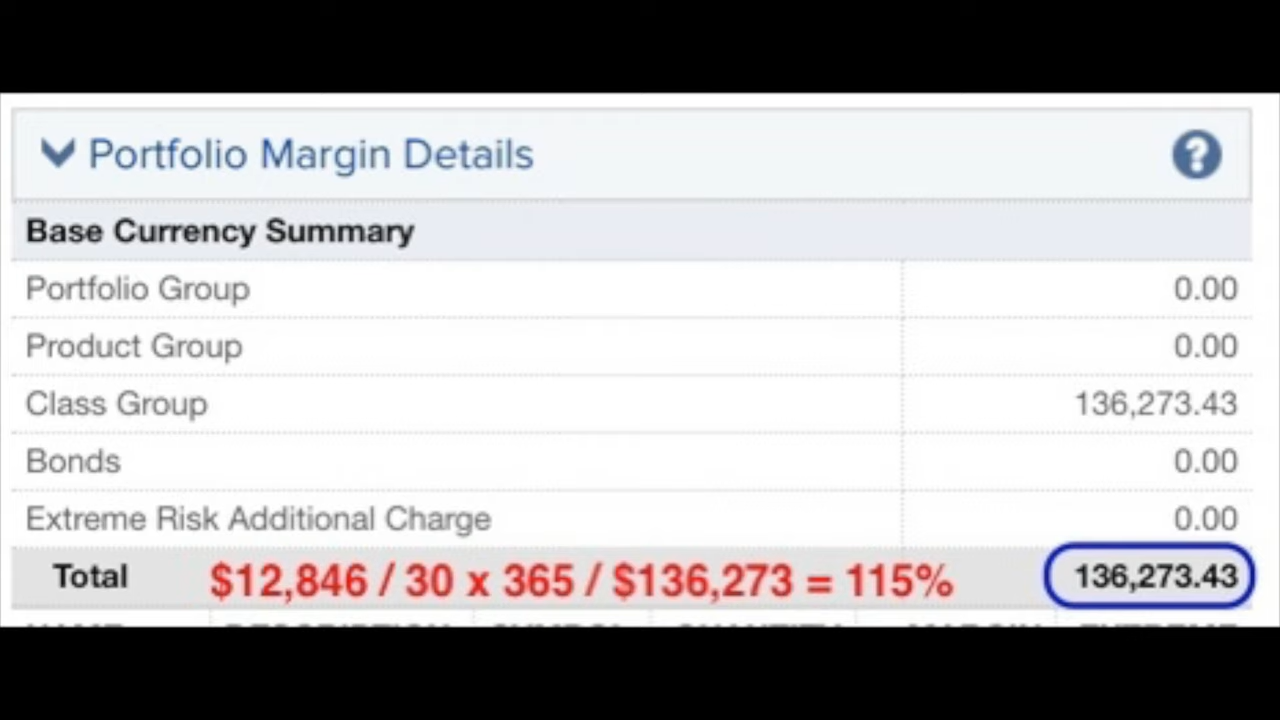 Portfolio Margin Details ?
Base Currency Summary
Portfolio Group 0.00
Product Group 0.00
Class Group 136,273.43
Bonds 0.00
Extreme Risk Additional Charge 0.00
Total $12,846 / 30 x 365 / $136,273 = 115% 136,273.43